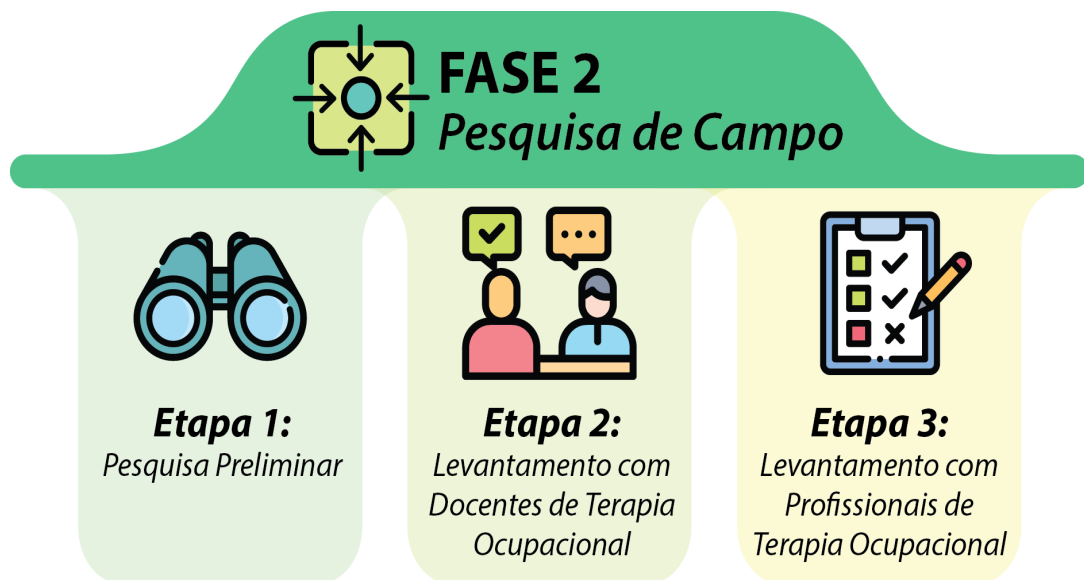 FASE 2
Pesquisa de Campo
Etapa 1:
Pesquisa Preliminar
Etapa 2:
Levantamento com
Docentes de Terapia
Ocupacional
Etapa 3:
Levantamento com
Profissionais de
Terapia Ocupacional